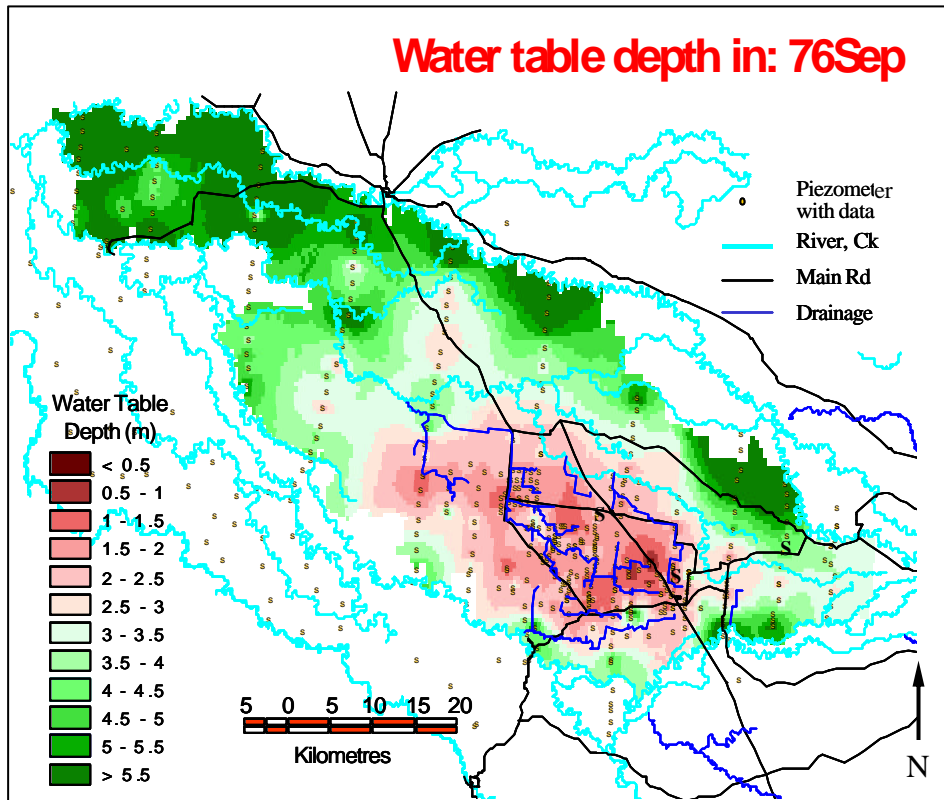 Water table depth in: 76Sep
Piezometer
with data
River, Ck
Main Rd
Drainage
Water Table
Depth (m)
< 0.5
0.5 - 1
1 - 1.5
1.5 - 2
2 - 2.5
2.5 - 3
3 - 3.5
3.5 - 4
4 - 4.5
4.5 - 5
5 - 5.5
> 5.5
5 0 5 10 15 20
Kilometres
N
S
S
S